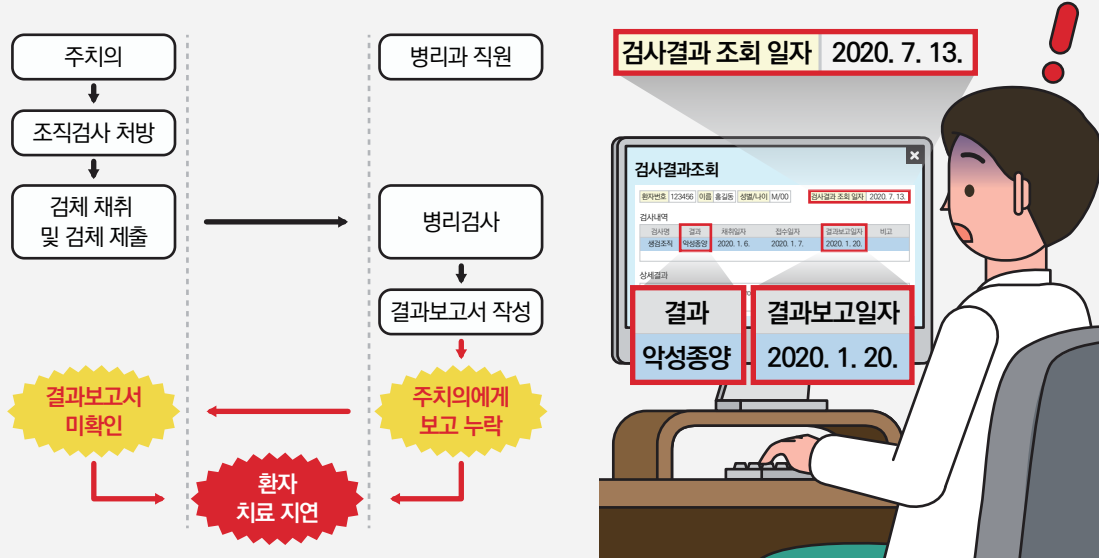 주치의
조직검사 처방
검체 채취
및 검체 제출
병리과 직원
병리검사
결과보고서 작성
결과보고서
미확인
주치의에게
보고 누락
환자
치료 지연
검사결과 조회 일자 2020. 7. 13.
검사결과조회
환자번호 123456 이름 홍길동 성별/나이 M/00 검사결과 조회 일자 2020. 7. 13.
검사내역
검사명 결과 채취일자 접수일자 결과보고일자 비고
생검조직 악성종양 2020. 1. 6. 2020. 1. 7. 2020. 1. 20.
상세결과
결과 결과보고일자
악성종양 2020. 1. 20.